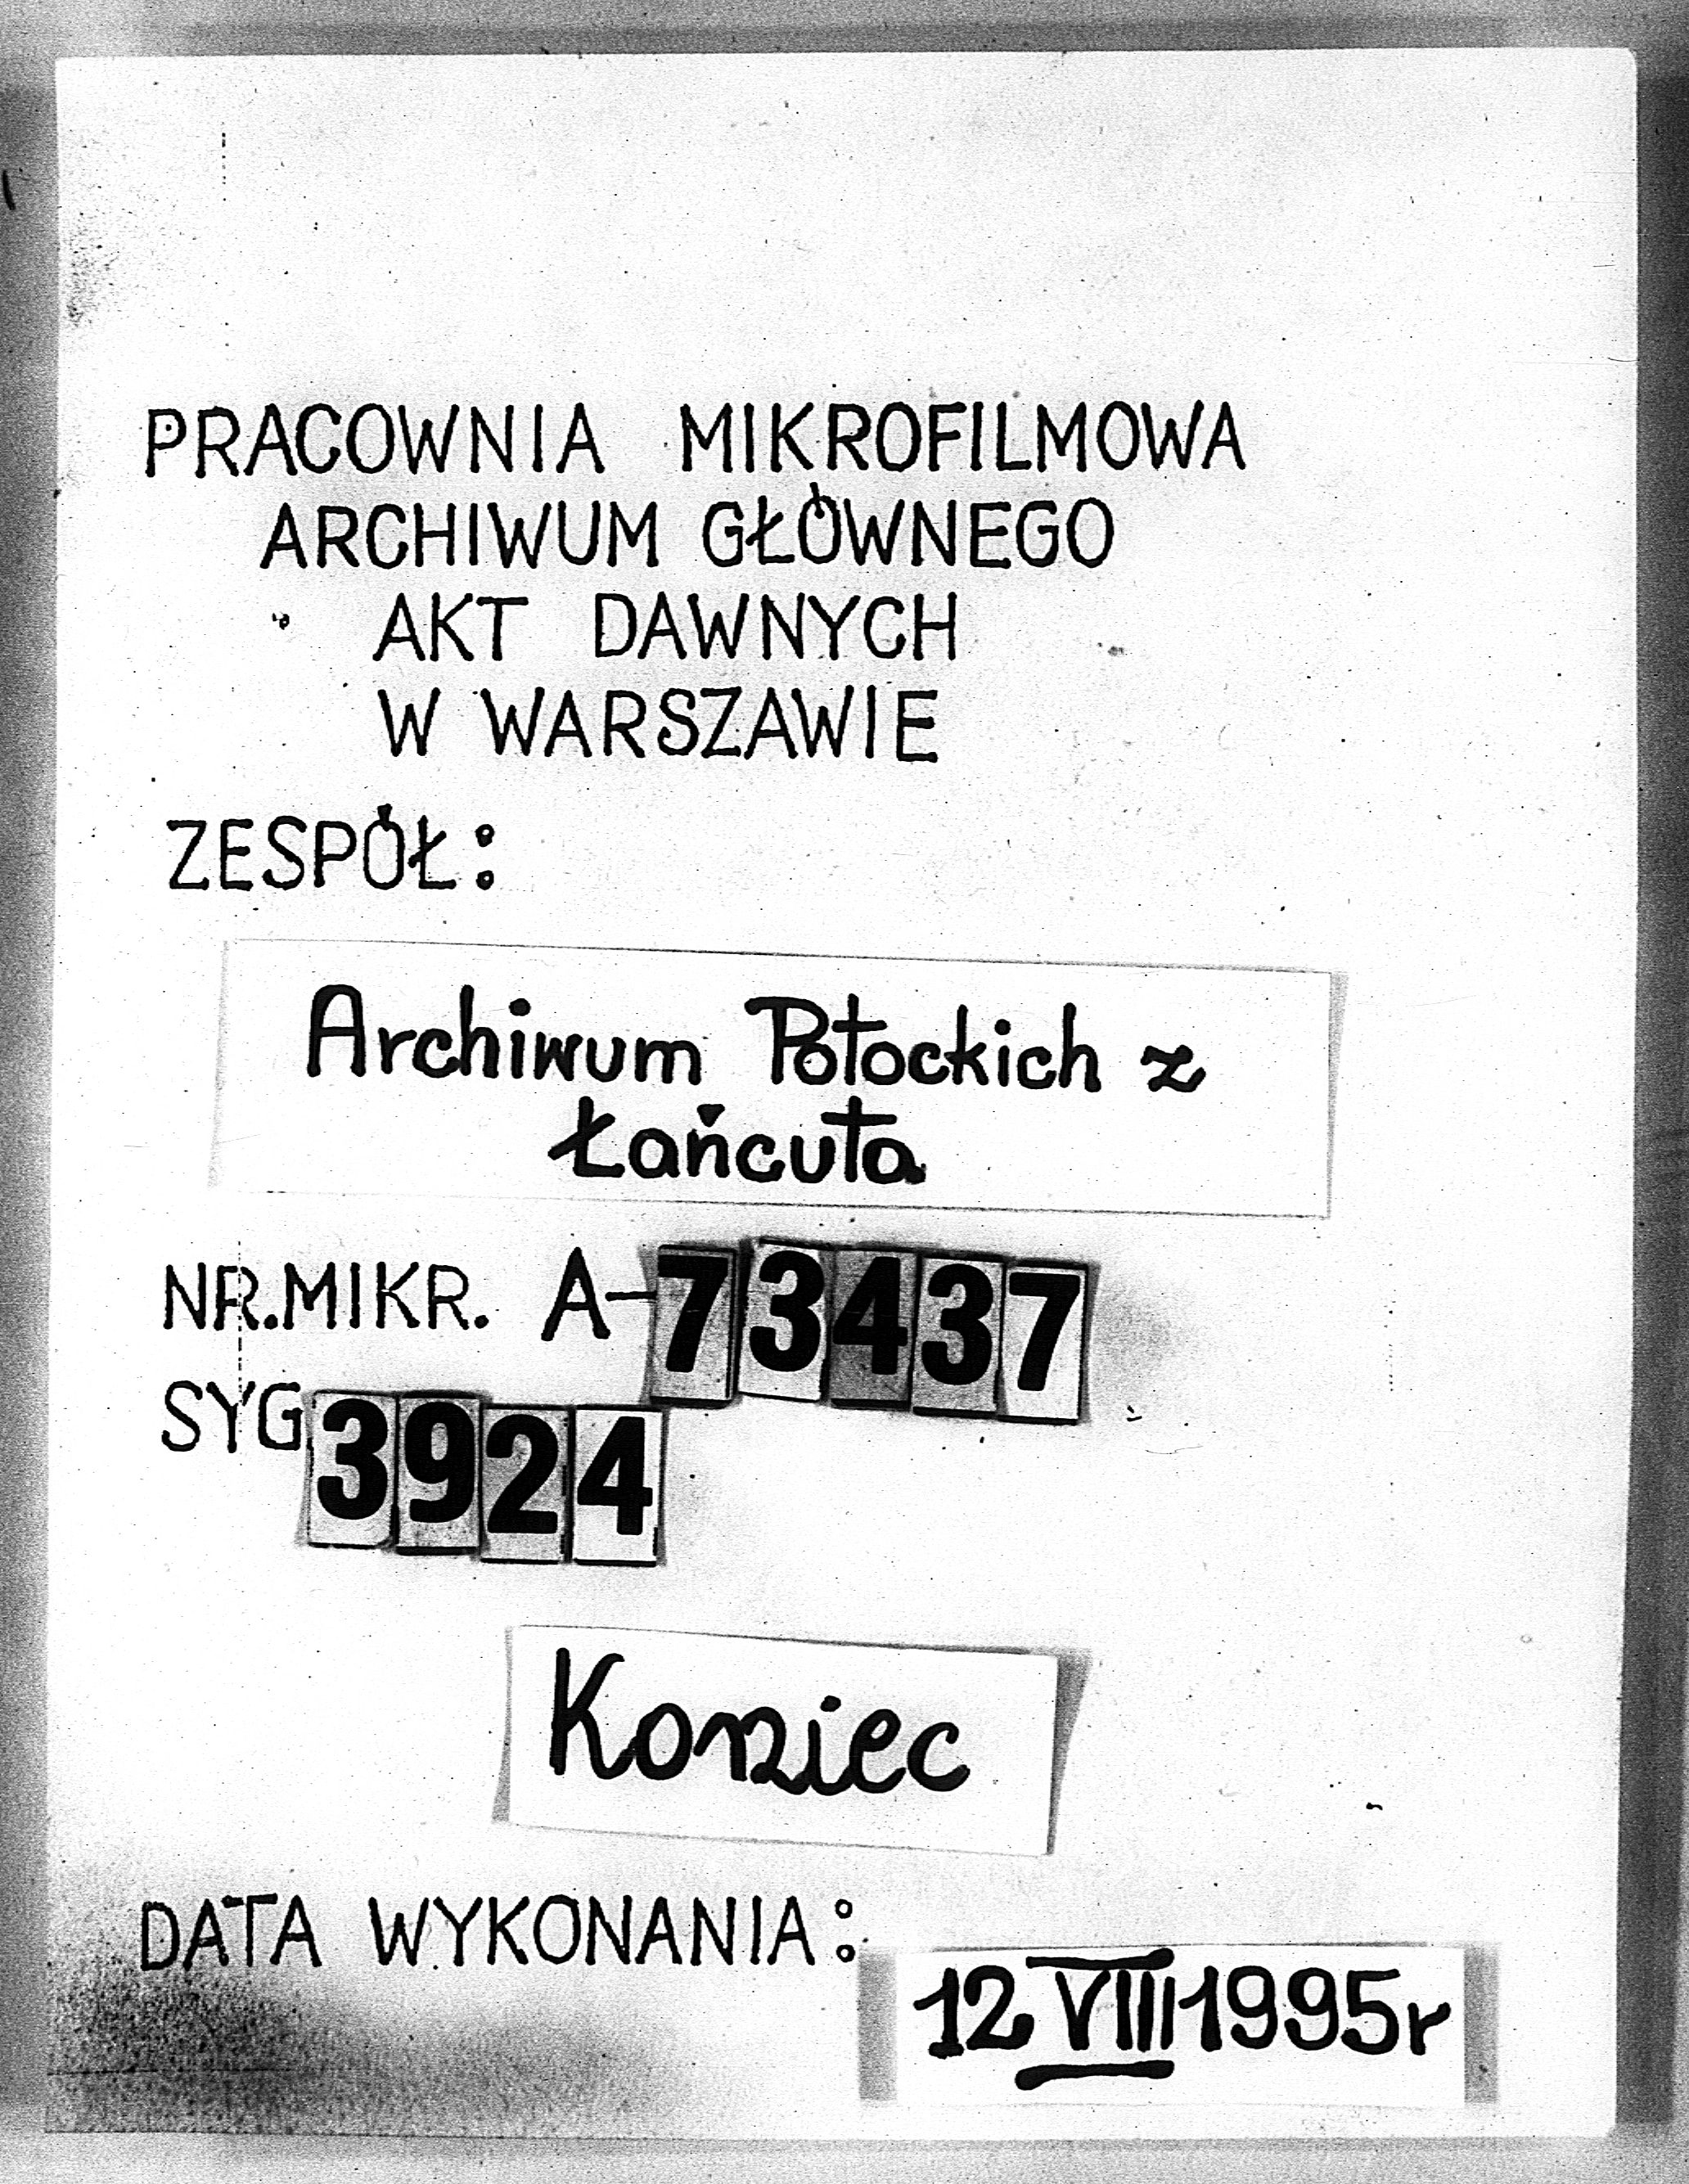 PRACOWNIA MIKROFILMOWA
ARCHIWUM GŁÓWNEGO
AKT DAWNYCH
W WARSZAWIE
ZESPÓŁ:
Archiwum Potockich z
Łańcuta
NR.MIKR. A-73437
SYG 3924
Koniec
DATA WYKONANIA:
12 VIII 1995r